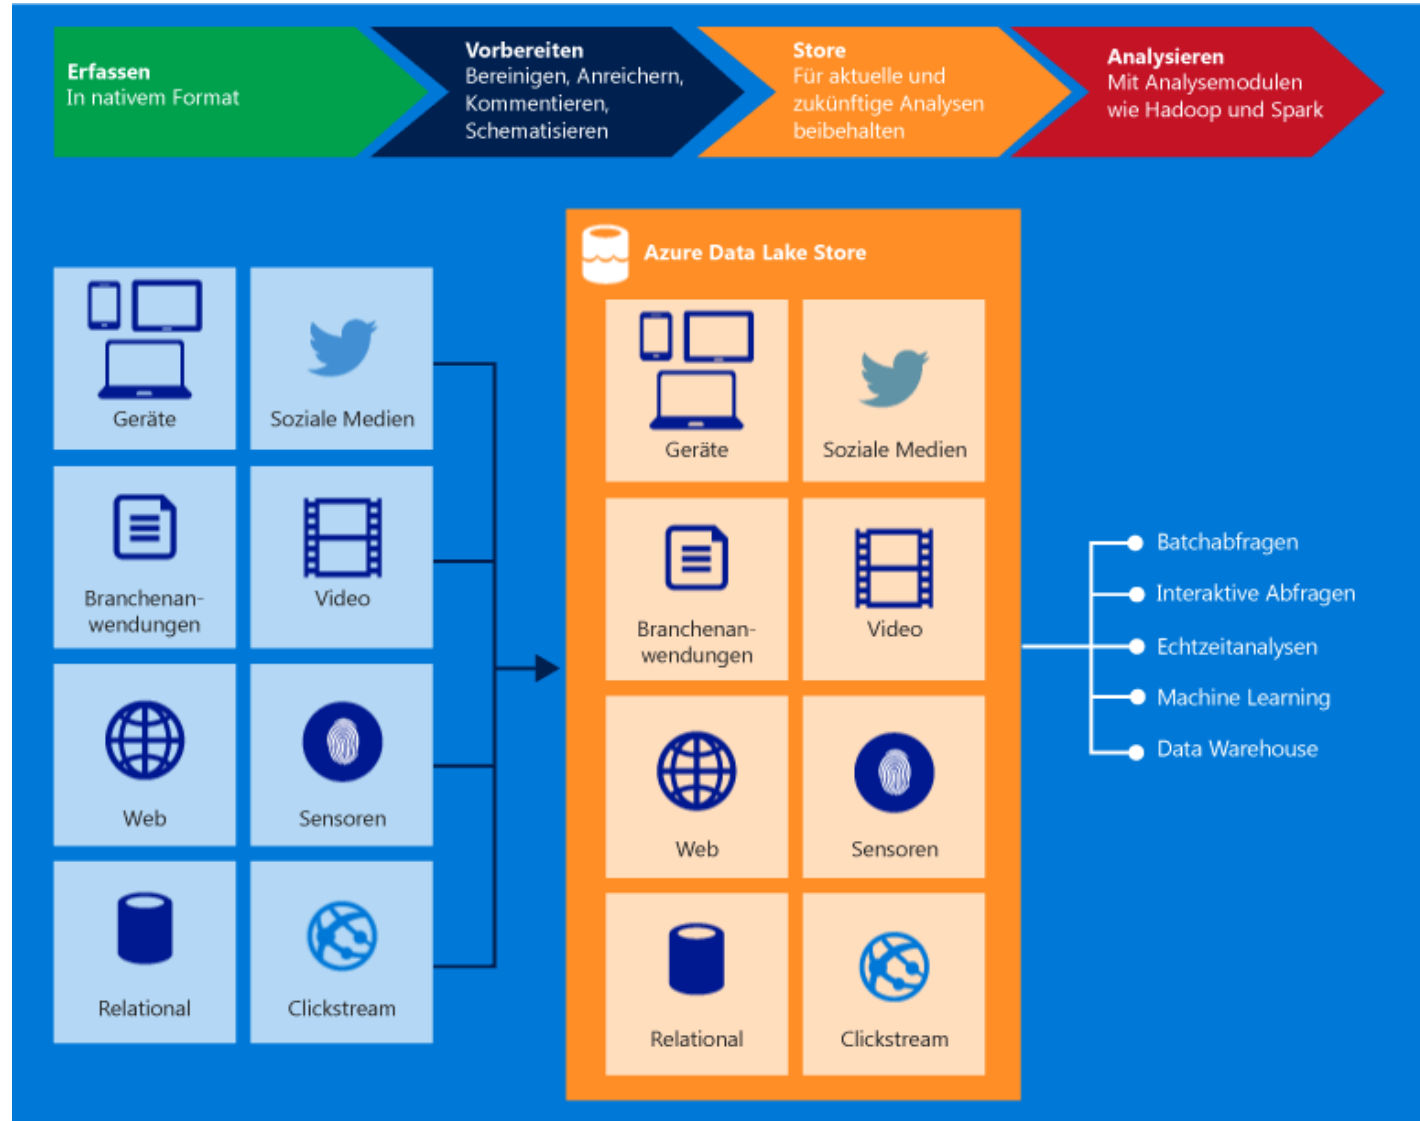 Erfassen
In nativem Format
Vorbereiten
Bereinigen, Anreichern,
Kommentieren,
Schematisieren
Store
Für aktuelle und
zukünftige Analysen
beibehalten
Analysieren
Mit Analysemodulen
wie Hadoop und Spark
Geräte
Soziale Medien
Branchenan-
wendungen
Video
Web
Sensoren
Relational
Clickstream
Azure Data Lake Store
Geräte
Soziale Medien
Branchenan-
wendungen
Video
Web
Sensoren
Relational
Clickstream
Batchabfragen
Interaktive Abfragen
Echtzeitanalysen
Machine Learning
Data Warehouse